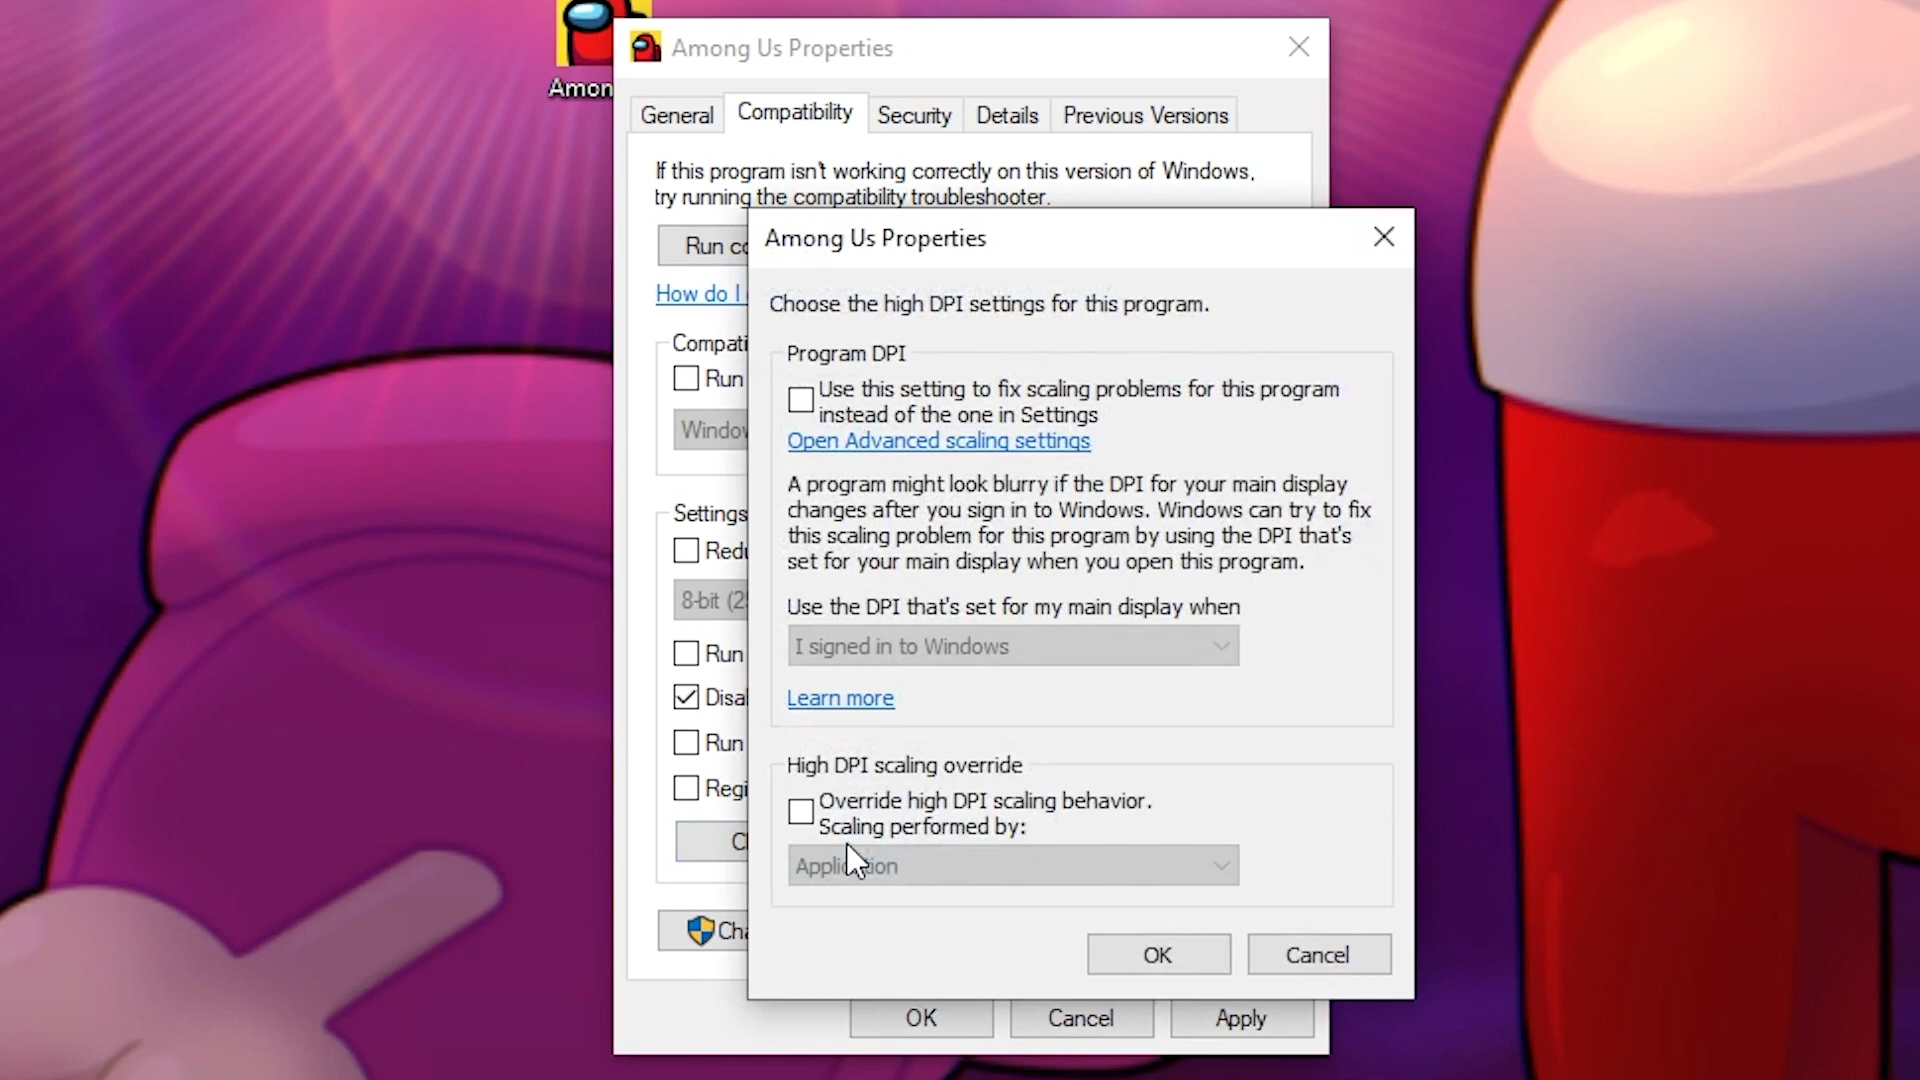 Amon
Among Us Properties
General
Compatibility
Security
Details
Previous Versions
If this program isn't working correctly on this version of Windows,
try running the compatibility troubleshooter.
Run co
How do I
Compati
Run
Window
Settings
Redu
8-bit (25
Run
Disal
Run
Regi
Cha
OK
Cancel
Apply
Among Us Properties
Choose the high DPI settings for this program.
Program DPI
Use this setting to fix scaling problems for this program
instead of the one in Settings
Open Advanced scaling settings
A program might look blurry if the DPI for your main display
changes after you sign in to Windows. Windows can try to fix
this scaling problem for this program by using the DPI that's
set for your main display when you open this program.
Use the DPI that's set for my main display when
I signed in to Windows
Learn more
High DPI scaling override
Override high DPI scaling behavior.
Scaling performed by:
Application
OK
Cancel